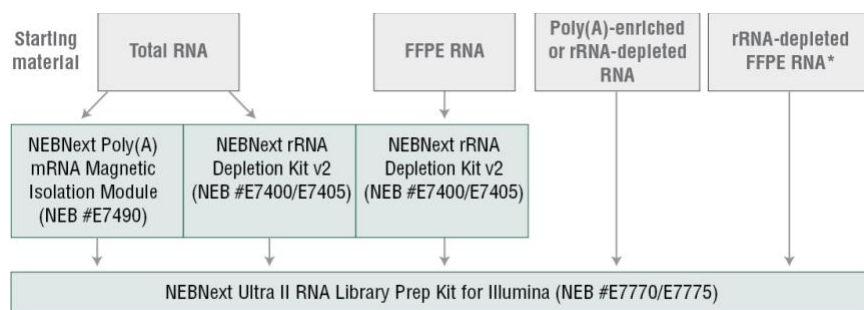 Starting
material
Total RNA
FFPE RNA
Poly(A)-enriched
or rRNA-depleted
RNA
rRNA-depleted
FFPE RNA*
NEBNext Poly(A)
mRNA Magnetic
Isolation Module
(NEB #E7490)
NEBNext rRNA
Depletion Kit v2
(NEB #E7400/E7405)
NEBNext rRNA
Depletion Kit v2
(NEB #E7400/E7405)
NEBNext Ultra II RNA Library Prep Kit for Illumina (NEB #E7770/E7775)